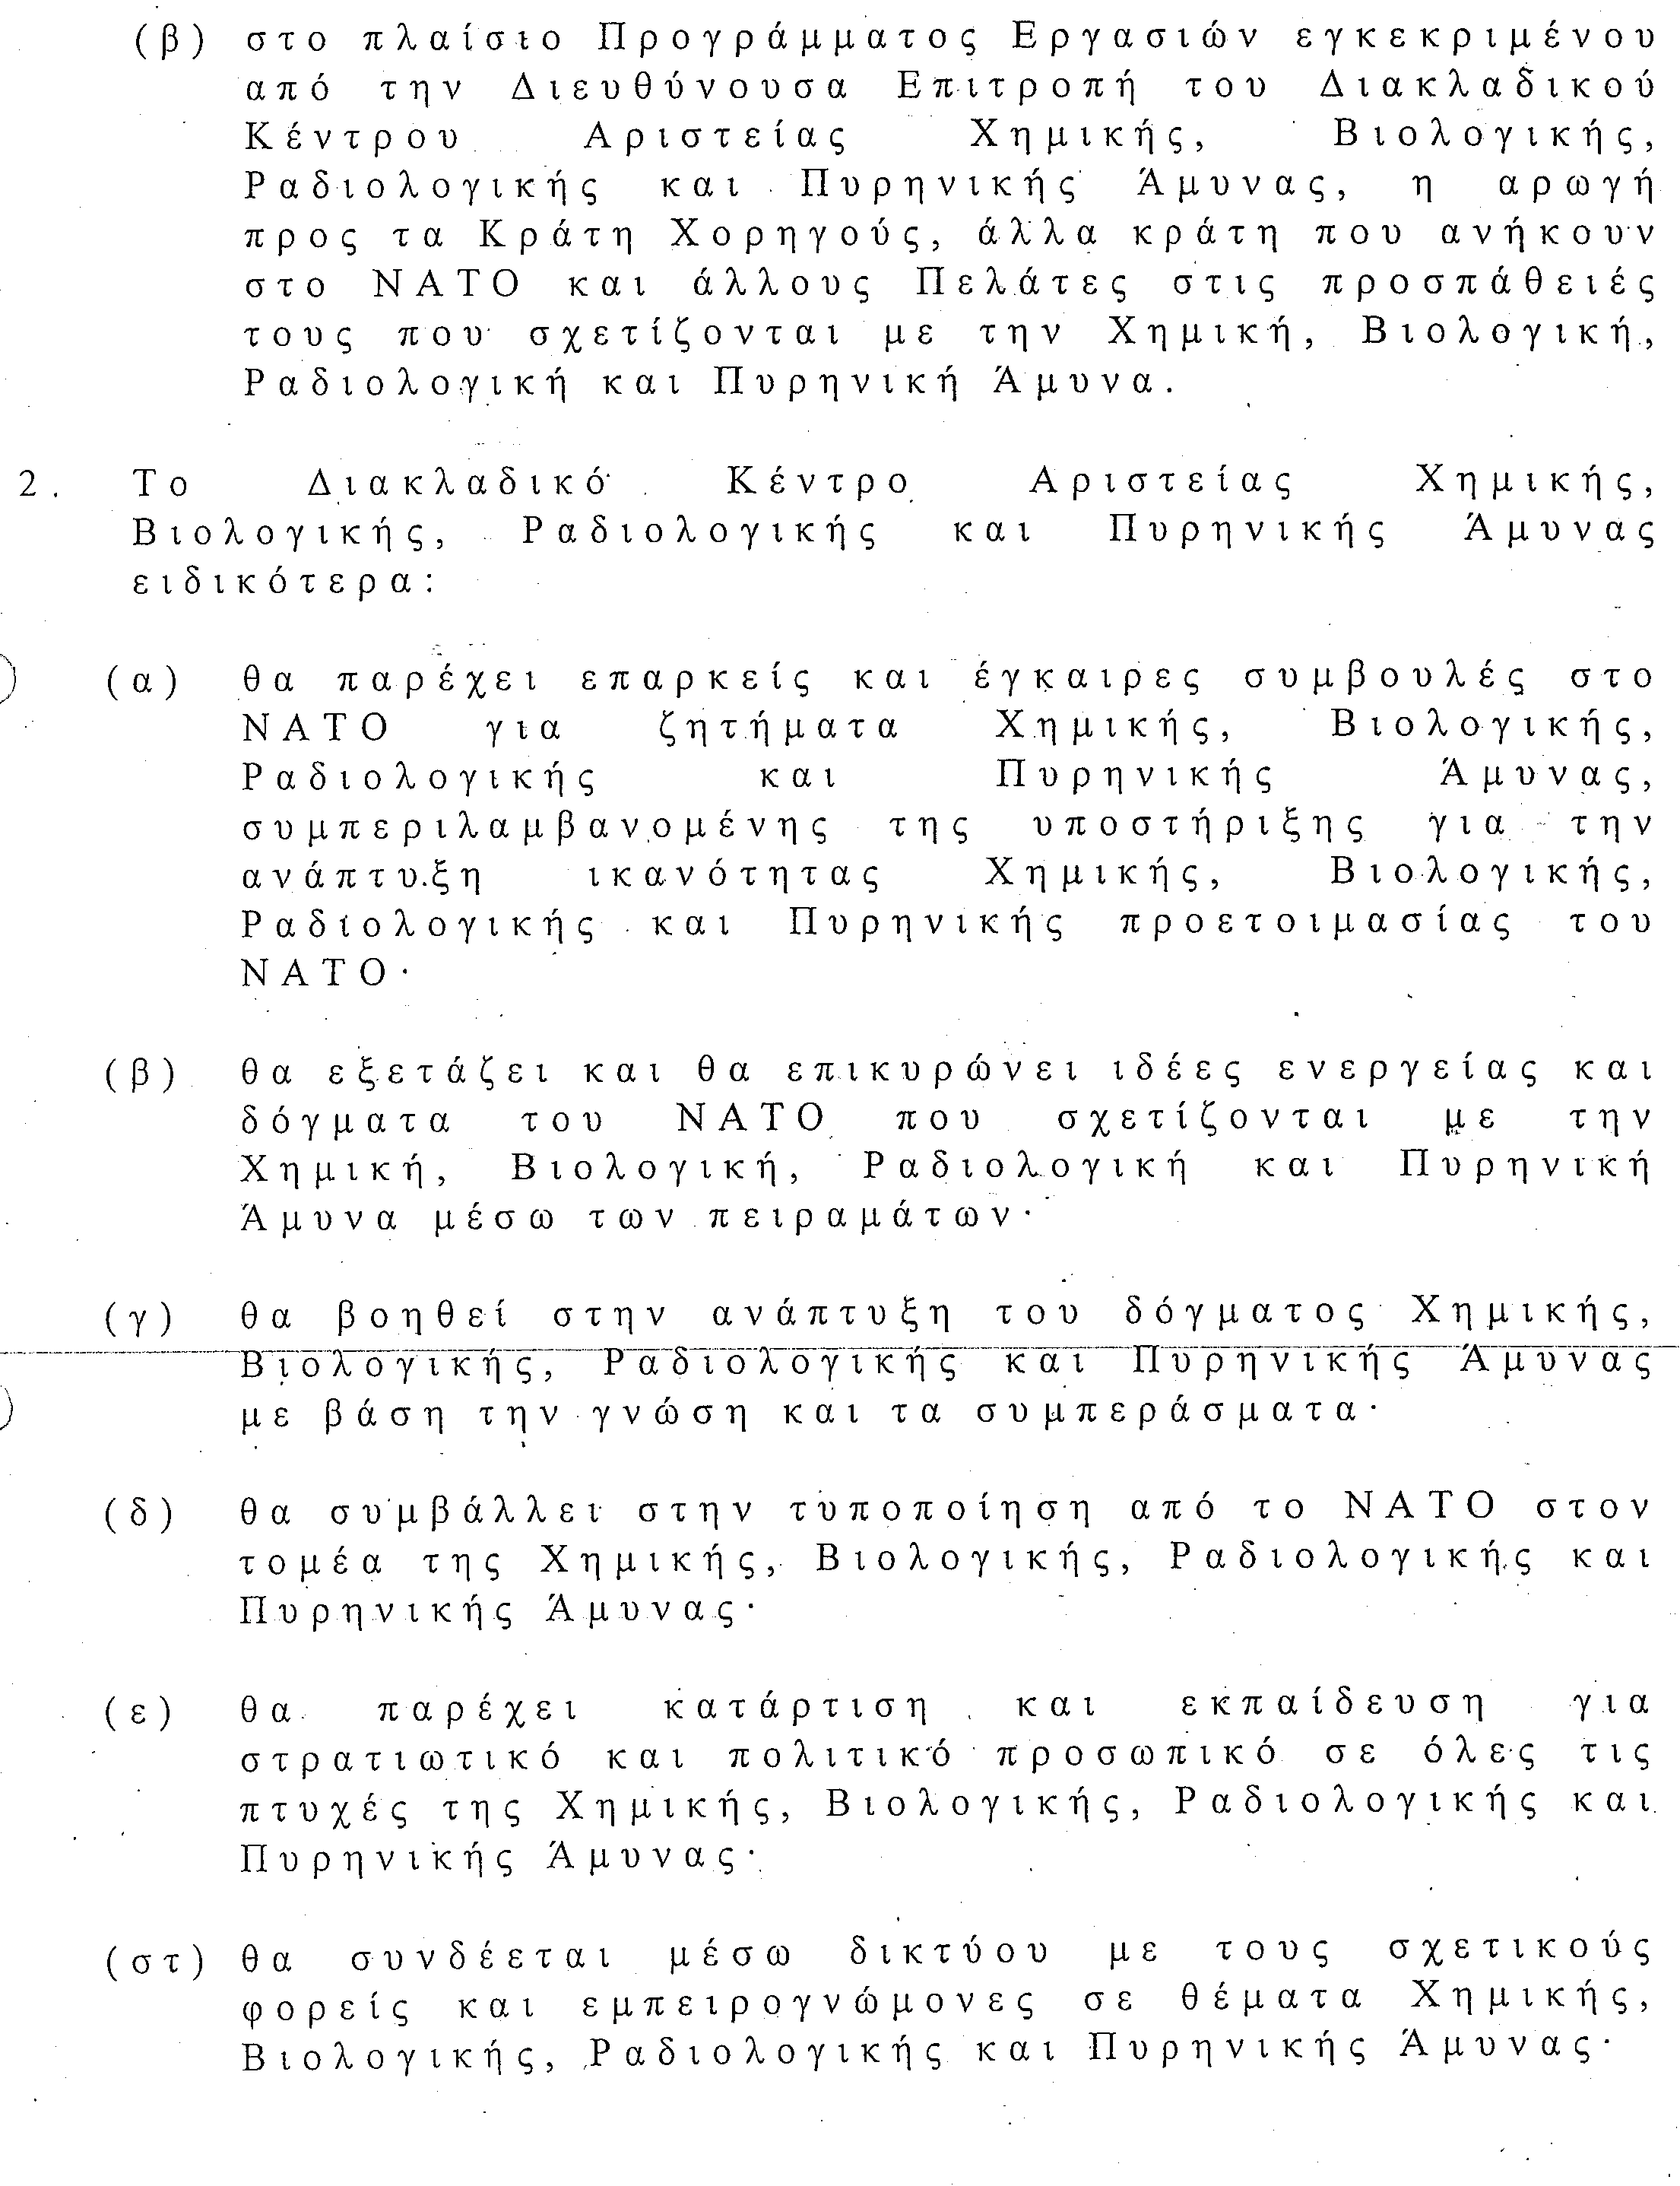 (β) στο πλαίσιο Προγράμματος Εργασιών εγκεκριμένου
από την Διευθύνουσα Επιτροπή του Διακλαδικού
Κέντρου Αριστείας Χημικής, Βιολογικής,
Ραδιολογικής και Πυρηνικής Άμυνας, η αρωγή
προς τα Κράτη Χορηγούς, άλλα κράτη που ανήκουν
στο ΝΑΤΟ και άλλους Πελάτες στις προσπάθειές
τους που σχετίζονται με την Χημική, Βιολογική,
Ραδιολογική και Πυρηνική Άμυνα.
2. Το Διακλαδικό Κέντρο Αριστείας Χημικής,
Βιολογικής, Ραδιολογικής και Πυρηνικής Άμυνας
ειδικότερα:
(α) θα παρέχει επαρκείς και έγκαιρες συμβουλές στο
ΝΑΤΟ για ζητήματα Χημικής, Βιολογικής,
Ραδιολογικής και Πυρηνικής Άμυνας,
συμπεριλαμβανομένης της υποστήριξης για την
ανάπτυξη ικανότητας Χημικής, Βιολογικής,
Ραδιολογικής και Πυρηνικής προετοιμασίας του
ΝΑΤΟ·
(β) θα εξετάζει και θα επικυρώνει ιδέες ενεργείας και
δόγματα του ΝΑΤΟ που σχετίζονται με την
Χημική, Βιολογική, Ραδιολογική και Πυρηνική
Άμυνα μέσω των πειραμάτων·
(γ) θα βοηθεί στην ανάπτυξη του δόγματος Χημικής,
Βιολογικής, Ραδιολογικής και Πυρηνικής Άμυνας
με βάση την γνώση και τα συμπεράσματα·
(δ) θα συμβάλλει στην τυποποίηση από το ΝΑΤΟ στον
τομέα της Χημικής, Βιολογικής, Ραδιολογικής και
Πυρηνικής Άμυνας·
(ε) θα παρέχει κατάρτιση και εκπαίδευση για
στρατιωτικό και πολιτικό προσωπικό σε όλες τις
πτυχές της Χημικής, Βιολογικής, Ραδιολογικής και
Πυρηνικής Άμυνας·
(στ) θα συνδέεται μέσω δικτύου με τους σχετικούς
φορείς και εμπειρογνώμονες σε θέματα Χημικής,
Βιολογικής, Ραδιολογικής και Πυρηνικής Άμυνας·